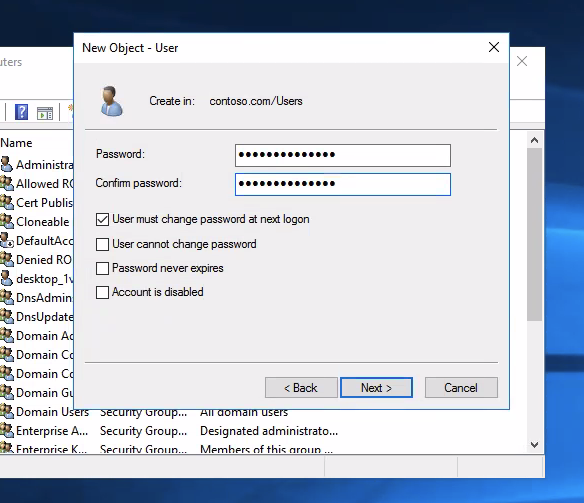 uters
New Object - User
Create in: contoso.com/Users
Password:
Confirm password:
User must change password at next logon
User cannot change password
Password never expires
Account is disabled
< Back Next > Cancel
Name
Administra
Allowed RO
Cert Publis
Cloneable
DefaultAcc
Denied RO
desktop_1v
DnsAdmin
DnsUpdate
Domain Ad
Domain Co
Domain Co
Domain Gu
Domain Users Security Group... All domain users
Enterprise A... Security Group... Designated administrato...
Enterprise K... Security Group... Members of this group ...